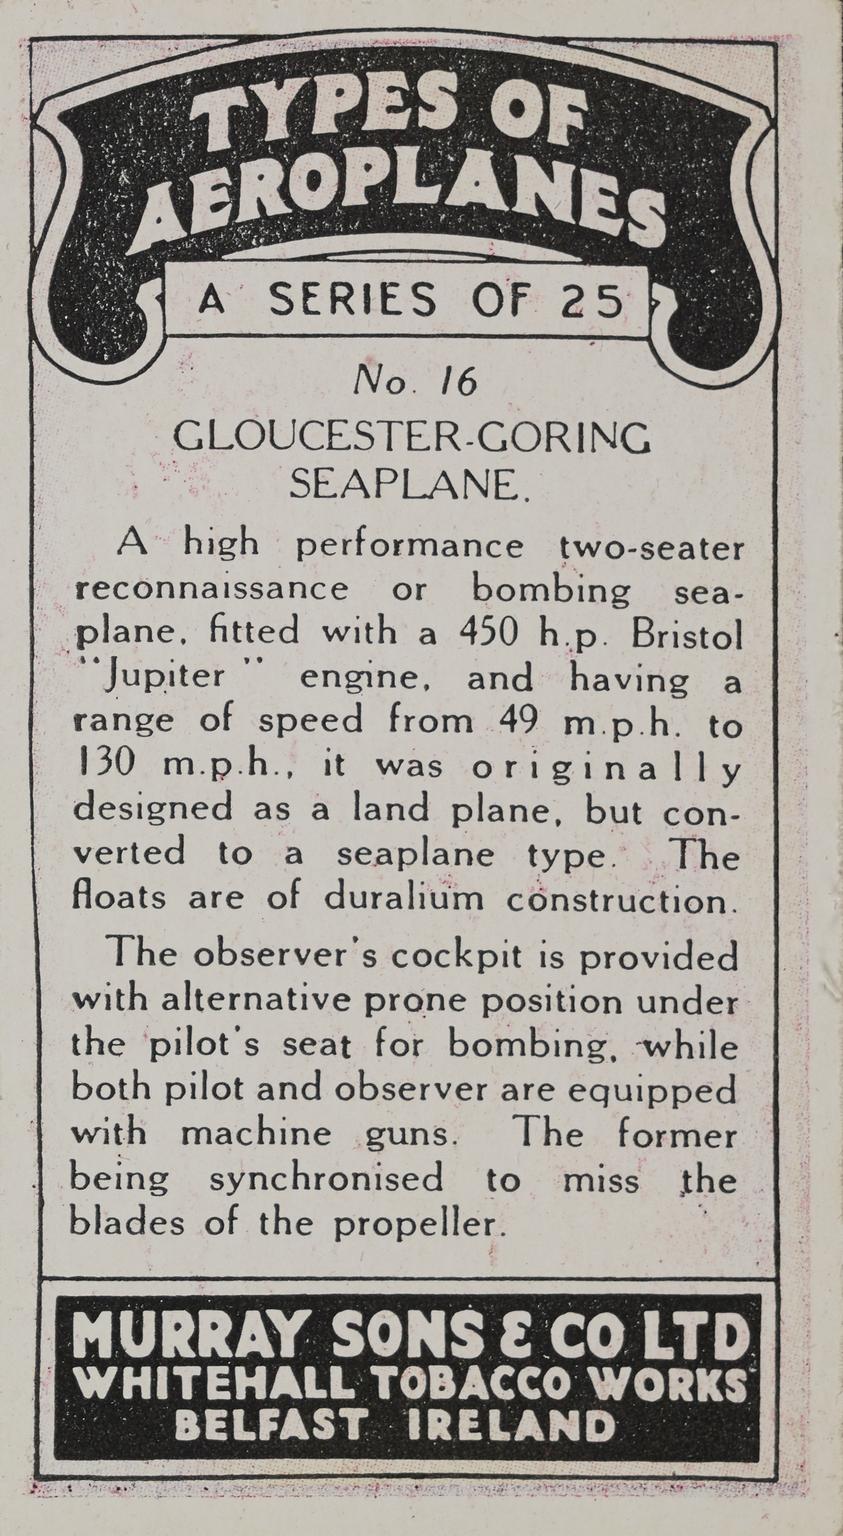 TYPES OF
AEROPLANES
A SERIES OF 25
No. 16
GLOUCESTER-GORING
SEAPLANE.
A high performance two-seater
reconnaissance or bombing sea-
plane, fitted with a 450 h.p. Bristol
"Jupiter" engine, and having a
range of speed from 49 m.p.h. to
130 m.p.h., it was originally
designed as a land plane, but con-
verted to a seaplane type. The
floats are of duralium construction.
The observer's cockpit is provided
with alternative prone position under
the pilot's seat for bombing, while
both pilot and observer are equipped
with machine guns. The former
being synchronised to miss the
blades of the propeller.
MURRAY SONS & CO LTD
WHITEHALL TOBACCO WORKS
BELFAST IRELAND